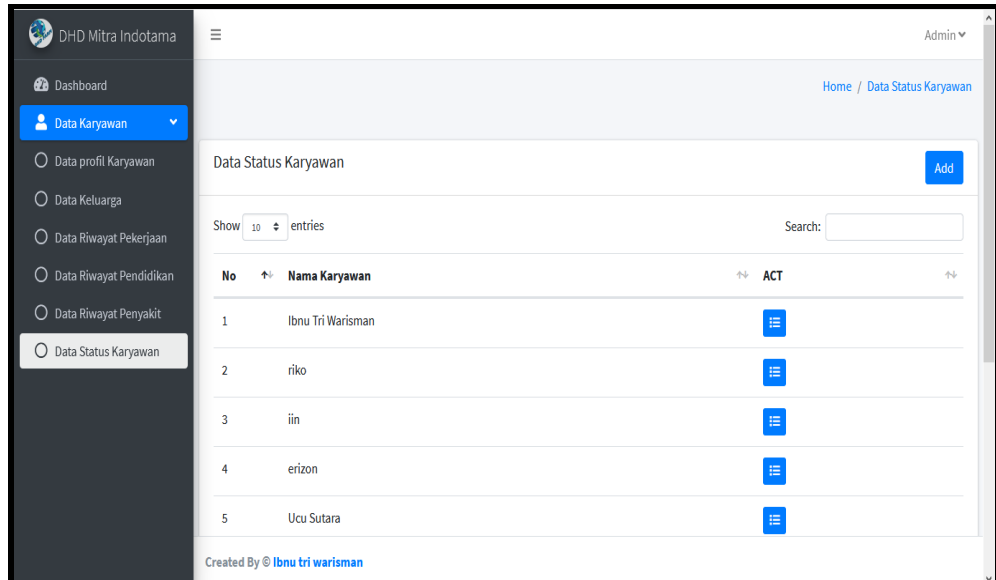 DHD Mitra Indotama
Admin
Dashboard
Home / Data Status Karyawan
Data Karyawan
Data profil Karyawan
Data Keluarga
Data Riwayat Pekerjaan
Data Riwayat Pendidikan
Data Riwayat Penyakit
Data Status Karyawan
Data Status Karyawan
Add
Show 10 entries
Search:
No Nama Karyawan ACT
1 Ibnu Tri Warisman
2 riko
3 iin
4 erizon
5 Ucu Sutara
Created By © Ibnu tri warisman